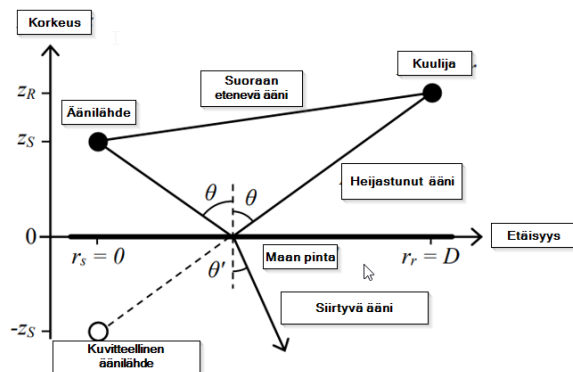 Korkeus
Kuulija
z_R
Suoraan
etenevä ääni
Äänilähde
z_S
θ θ
Heijastunut ääni
0
Etäisyys
r_s = 0
Maan pinta
r_r = D
θ'
Siirtyvä ääni
-z_S
Kuvitteellinen
äänilähde